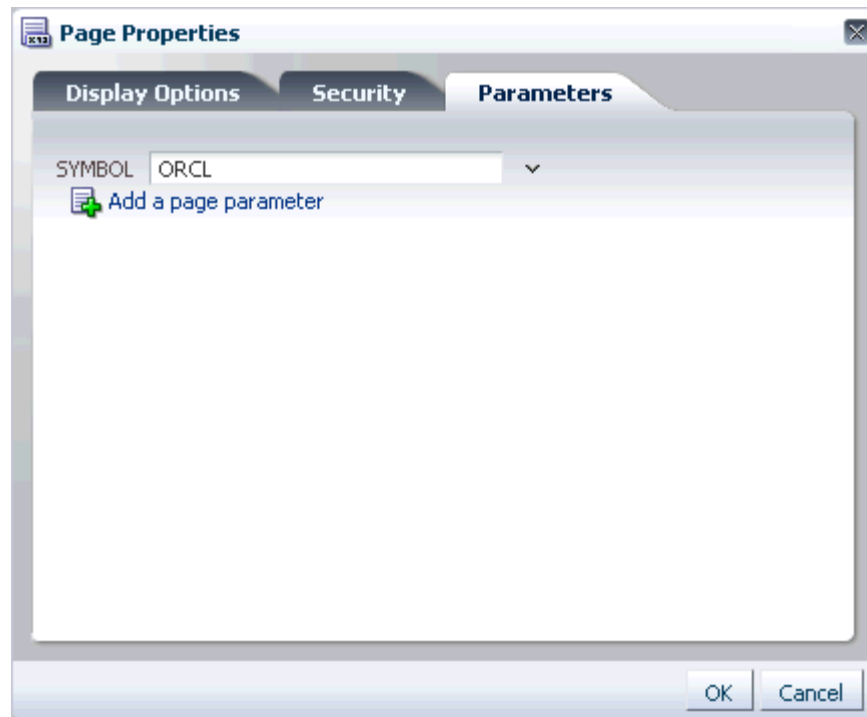 Page Properties
Display Options Security Parameters
SYMBOL ORCL
Add a page parameter
OK Cancel